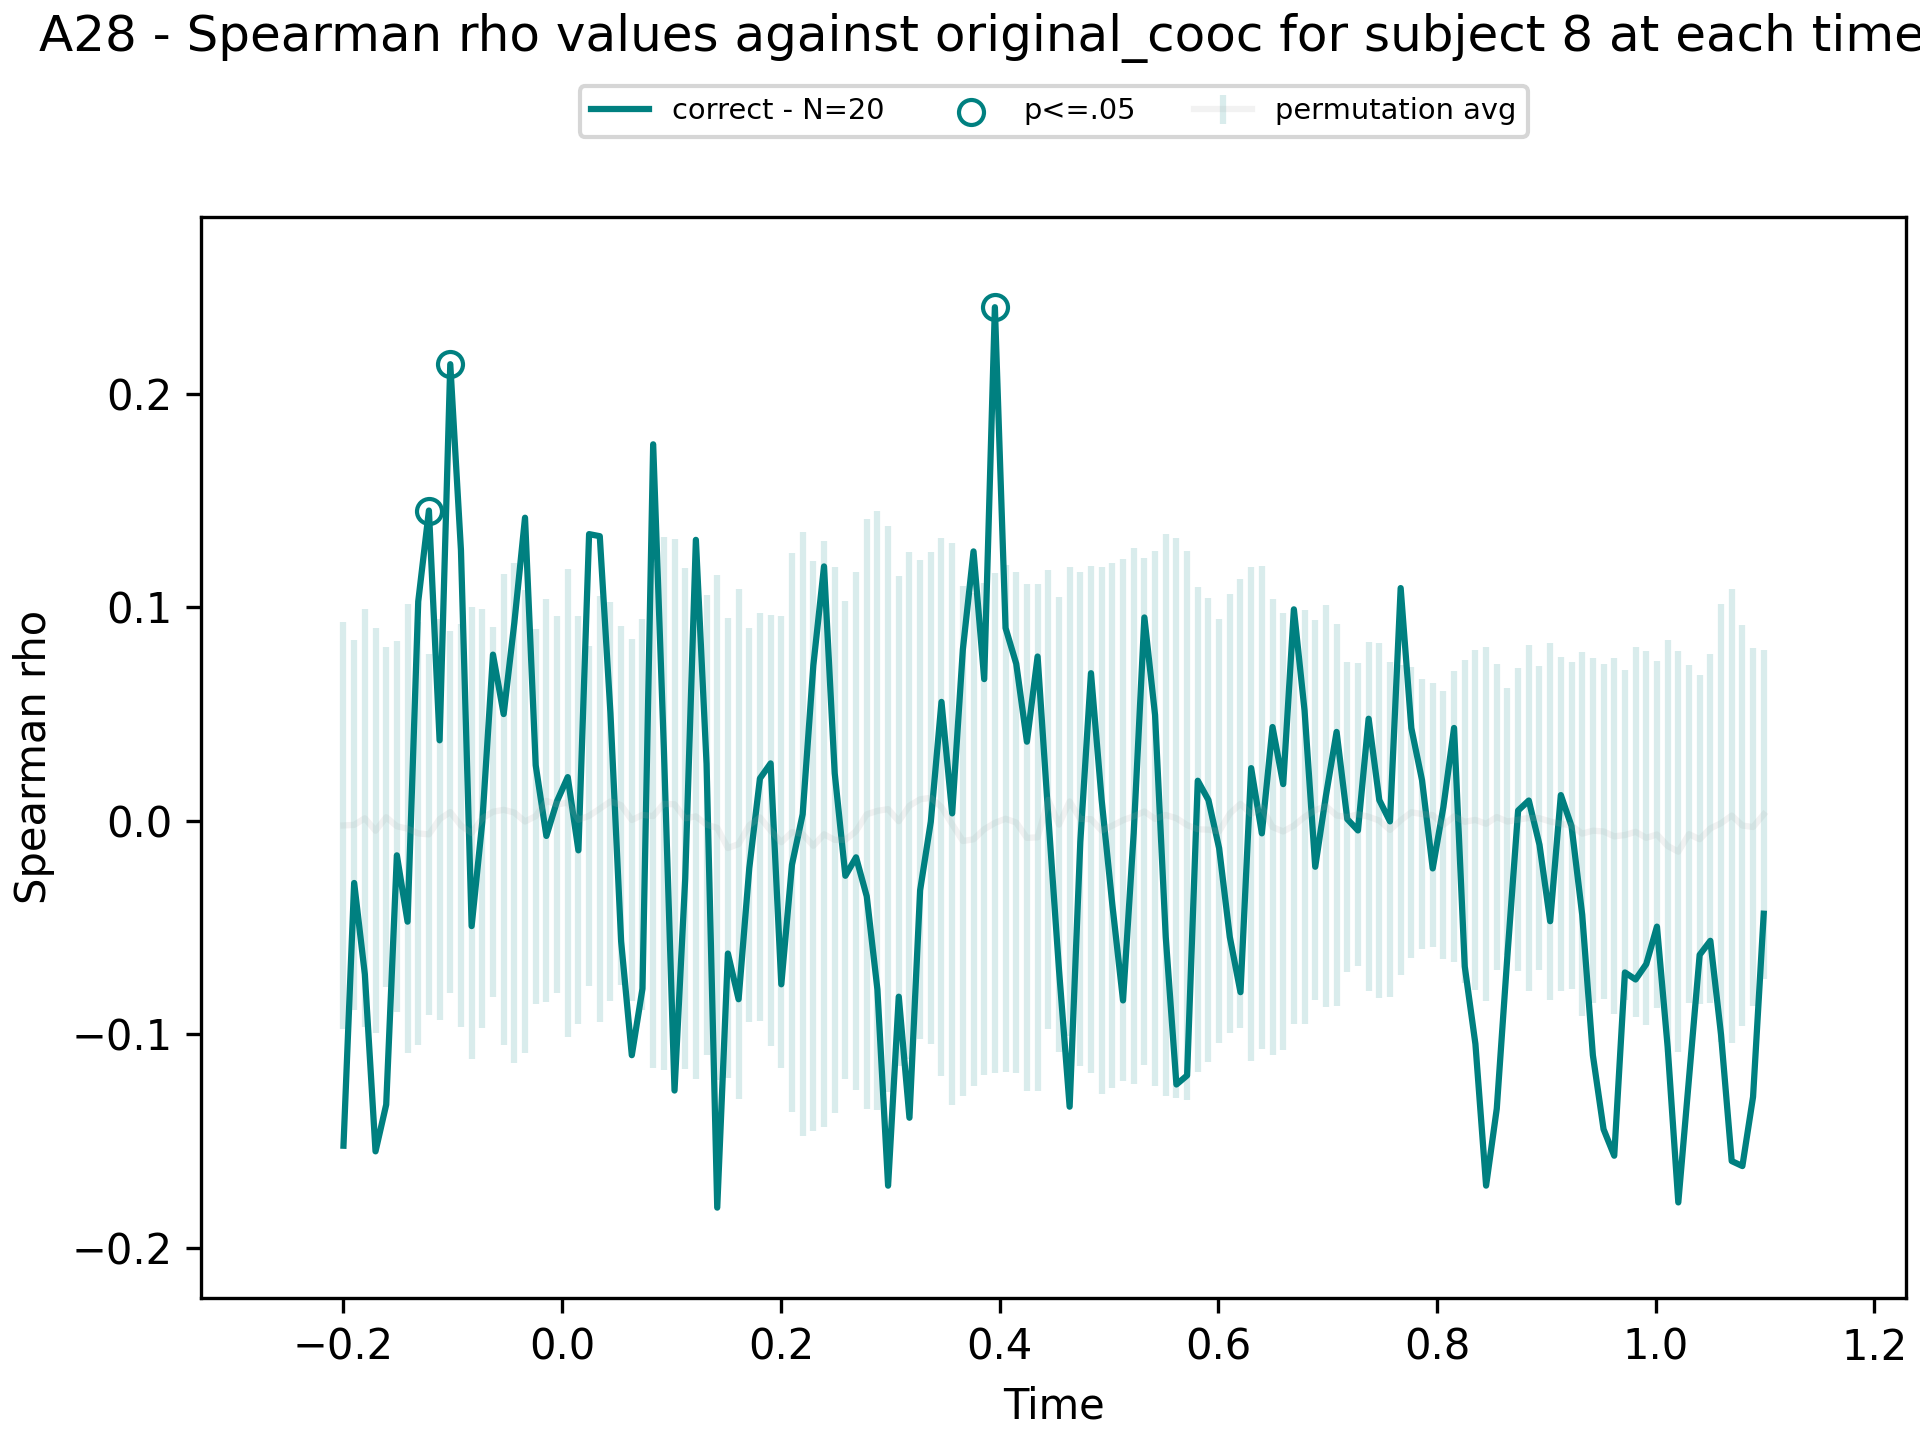 A28 - Spearman rho values against original_cooc for subject 8 at each time
correct - N=20 p<=.05 permutation avg
Spearman rho
0.2
0.1
0.0
−0.1
−0.2
−0.2 0.0 0.2 0.4 0.6 0.8 1.0 1.2
Time